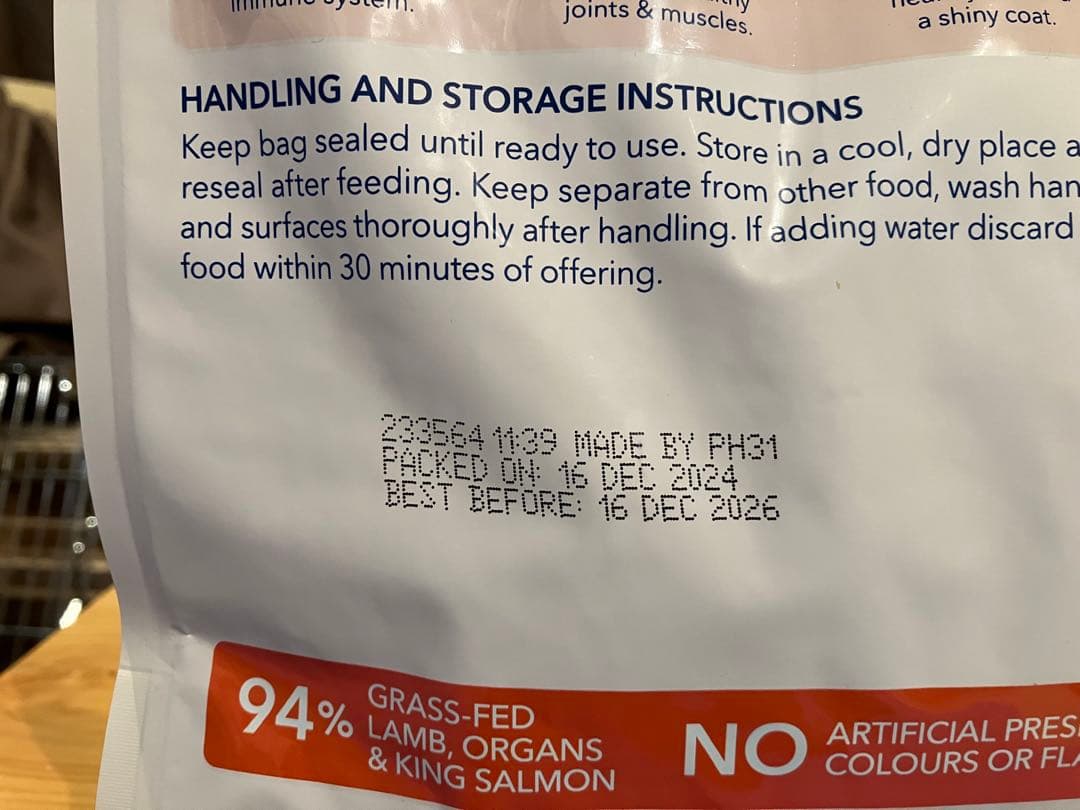 joints & muscles.
a shiny coat.
HANDLING AND STORAGE INSTRUCTIONS
Keep bag sealed until ready to use. Store in a cool, dry place
reseal after feeding. Keep separate from other food, wash
and surfaces thoroughly after handling. If adding water discard
food within 30 minutes of offering.
233564 11:39 MADE BY PH31
PACKED ON: 16 DEC 2024
BEST BEFORE: 16 DEC 2026
94% GRASS-FED
LAMB, ORGANS
& KING SALMON
NO ARTIFICIAL
COLOURS OR